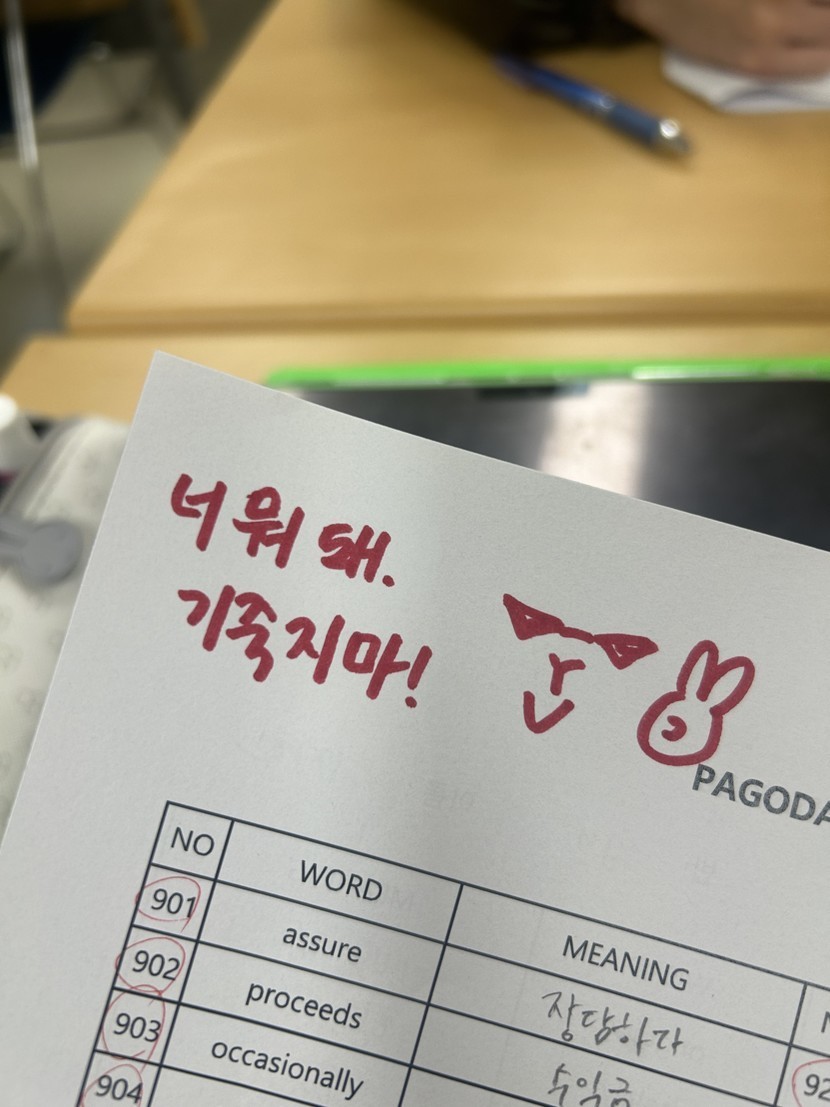 너 뭐 돼.
기죽지마!
PAGODA
NO WORD MEANING
901 assure 장담하다
902 proceeds 수익금
903 occasionally
904